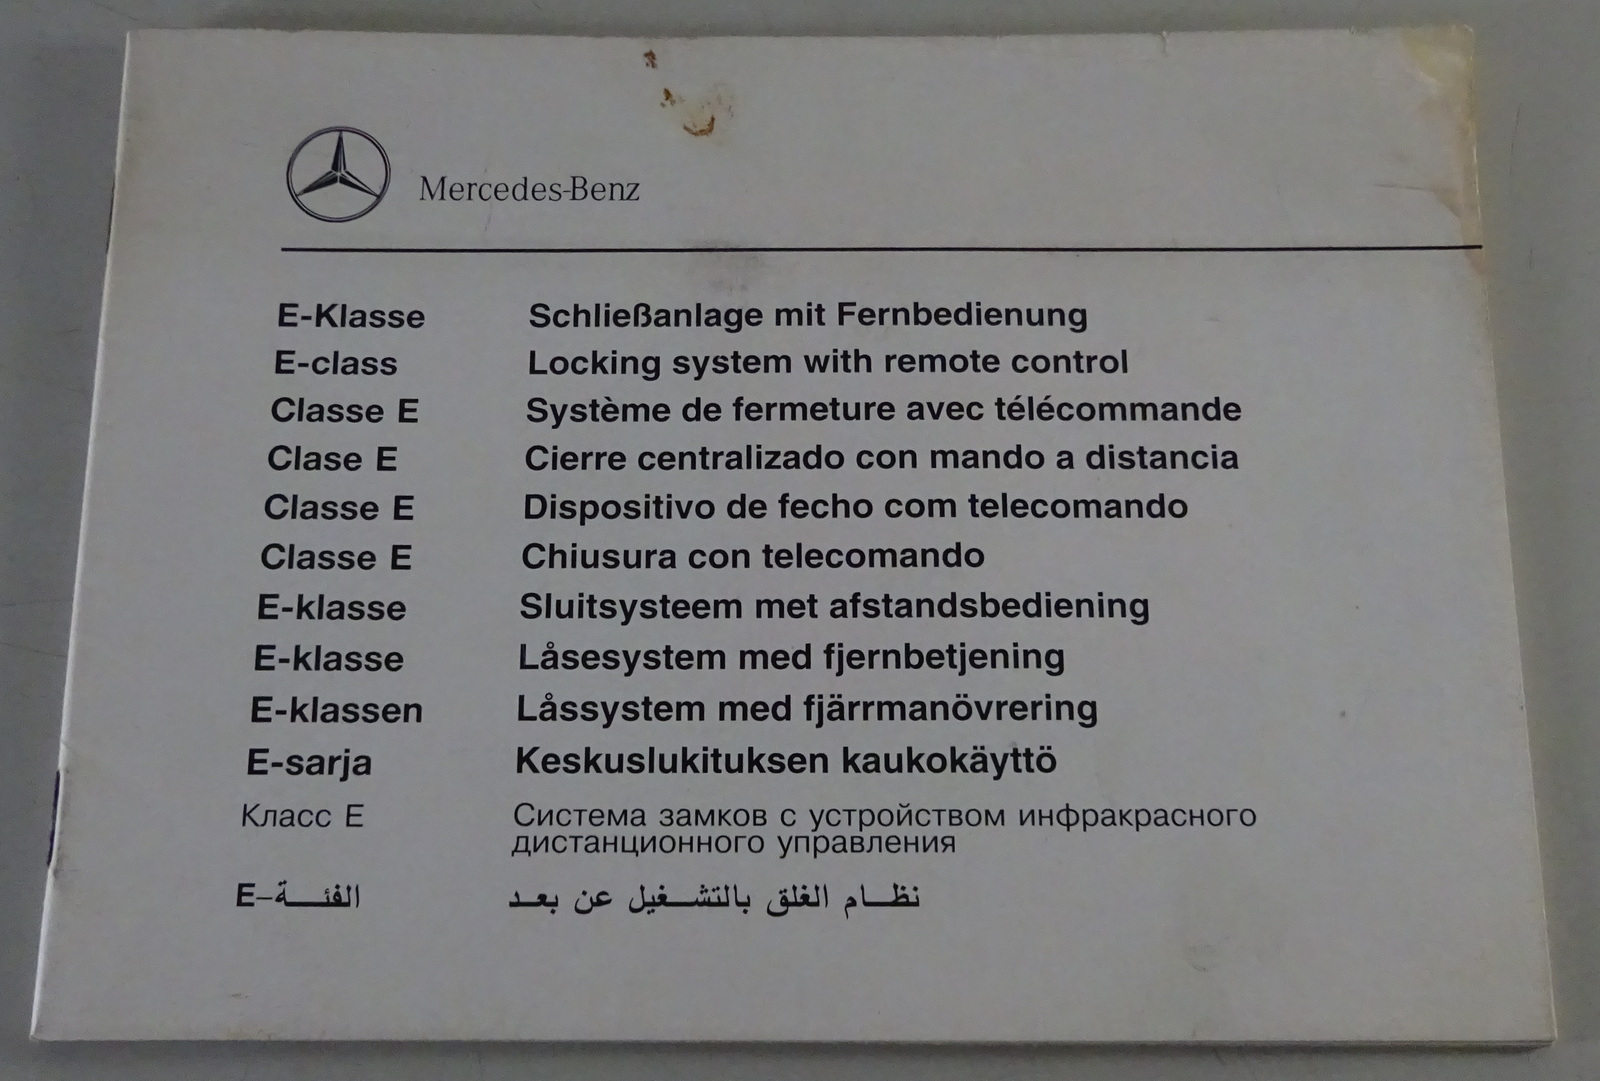 Mercedes-Benz
E-Klasse Schließanlage mit Fernbedienung
E-class Locking system with remote control
Classe E Système de fermeture avec télécommande
Clase E Cierre centralizado con mando a distancia
Classe E Dispositivo de fecho com telecomando
Classe E Chiusura con telecomando
E-klasse Sluitsysteem met afstandsbediening
E-klasse Låsesystem med fjernbetjening
E-klassen Låssystem med fjärrmanövrering
E-sarja Keskuslukituksen kaukokäyttö
Класс E Система замков с устройством инфракрасного
дистанционного управления
الفئة-E نظام الغلق بالتشغيل عن بعد